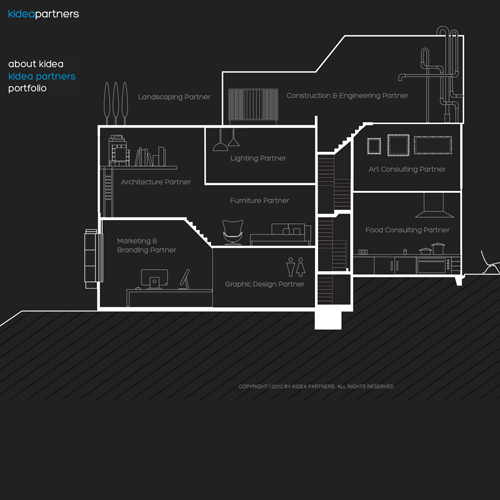 kideapartners
about kidea
kidea partners
portfolio
Landscaping Partner
Construction & Engineering Partner
Lighting Partner
Art Consulting Partner
Architecture Partner
Furniture Partner
Food Consulting Partner
Marketing &
Branding Partner
Graphic Design Partner
COPYRIGHT©2012 BY KIDEA PARTNERS. ALL RIGHTS RESERVED.